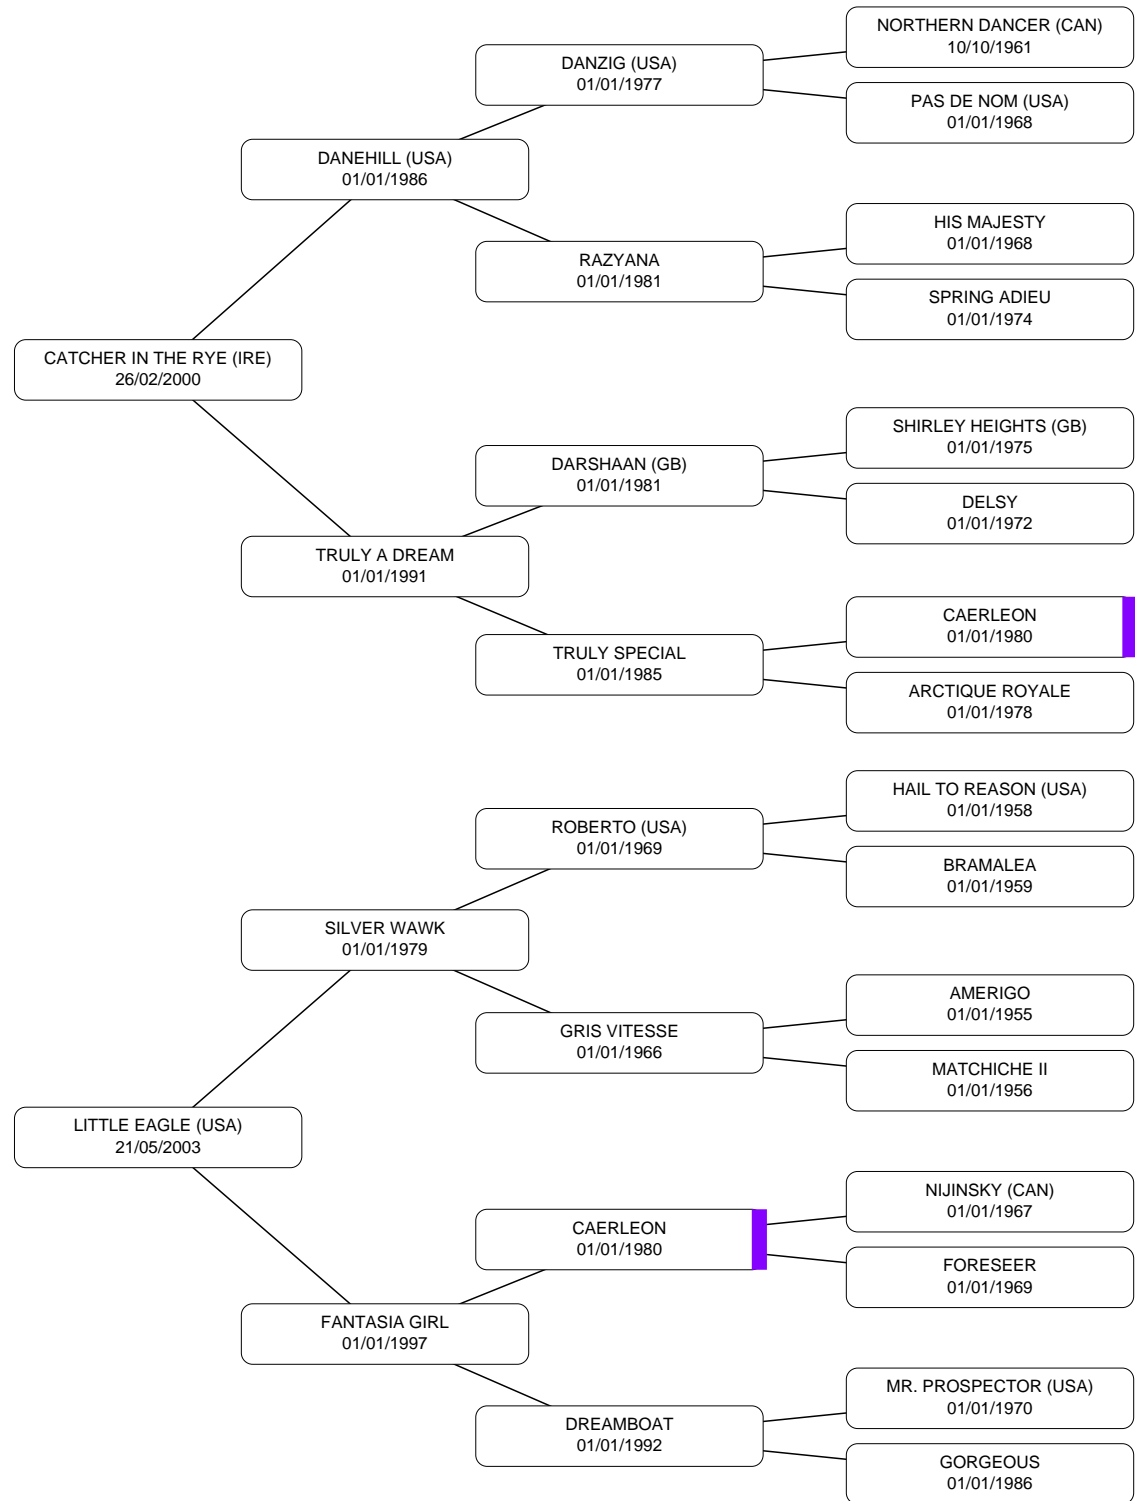 NORTHERN DANCER (CAN)
10/10/1961
DANZIG (USA)
01/01/1977
PAS DE NOM (USA)
01/01/1968
DANEHILL (USA)
01/01/1986
HIS MAJESTY
01/01/1968
RAZYANA
01/01/1981
SPRING ADIEU
01/01/1974
CATCHER IN THE RYE (IRE)
26/02/2000
SHIRLEY HEIGHTS (GB)
01/01/1975
DARSHAAN (GB)
01/01/1981
DELSY
01/01/1972
TRULY A DREAM
01/01/1991
CAERLEON
01/01/1980
TRULY SPECIAL
01/01/1985
ARCTIQUE ROYALE
01/01/1978
HAIL TO REASON (USA)
01/01/1958
ROBERTO (USA)
01/01/1969
BRAMALEA
01/01/1959
SILVER WAWK
01/01/1979
AMERIGO
01/01/1955
GRIS VITESSE
01/01/1966
MATCHICHE II
01/01/1956
LITTLE EAGLE (USA)
21/05/2003
NIJINSKY (CAN)
01/01/1967
CAERLEON
01/01/1980
FORESEER
01/01/1969
FANTASIA GIRL
01/01/1997
MR. PROSPECTOR (USA)
01/01/1970
DREAMBOAT
01/01/1992
GORGEOUS
01/01/1986